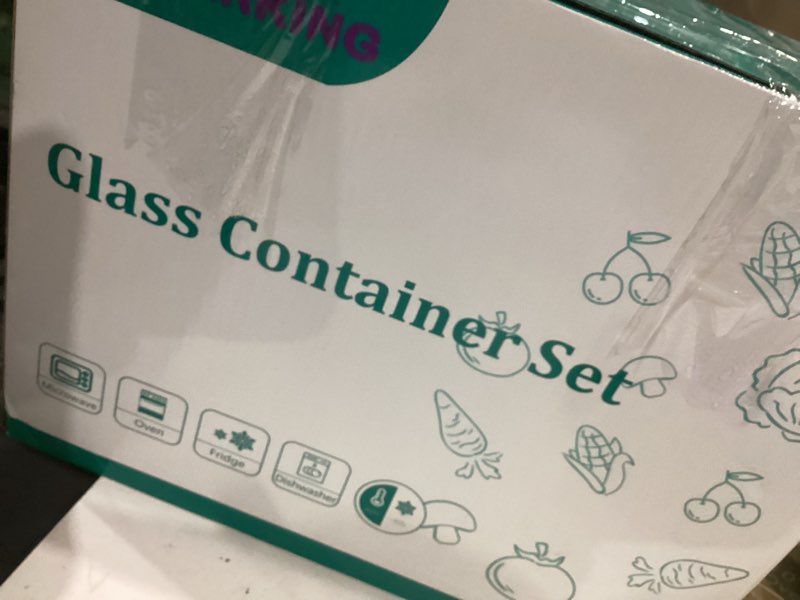 Glass Container Set
Microwave
Oven
Fridge
Dishwasher